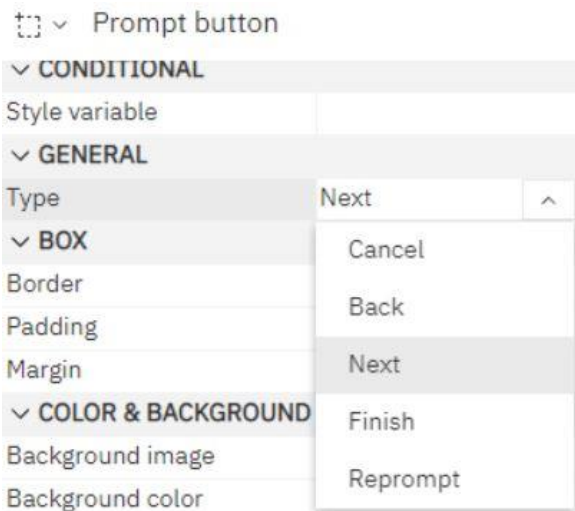 Prompt button
CONDITIONAL
Style variable
GENERAL
Type Next
BOX
Cancel
Border
Back
Padding
Margin
Next
COLOR & BACKGROUND
Finish
Background image
Reprompt
Background color